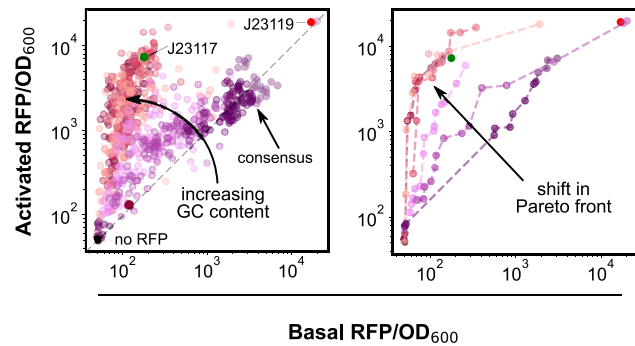 Activated RFP/OD600
10^4
10^3
10^2
J23119
J23117
consensus
increasing
GC content
no RFP
10^2
10^3
10^4
10^4
10^3
10^2
shift in
Pareto front
10^2
10^3
10^4
Basal RFP/OD600